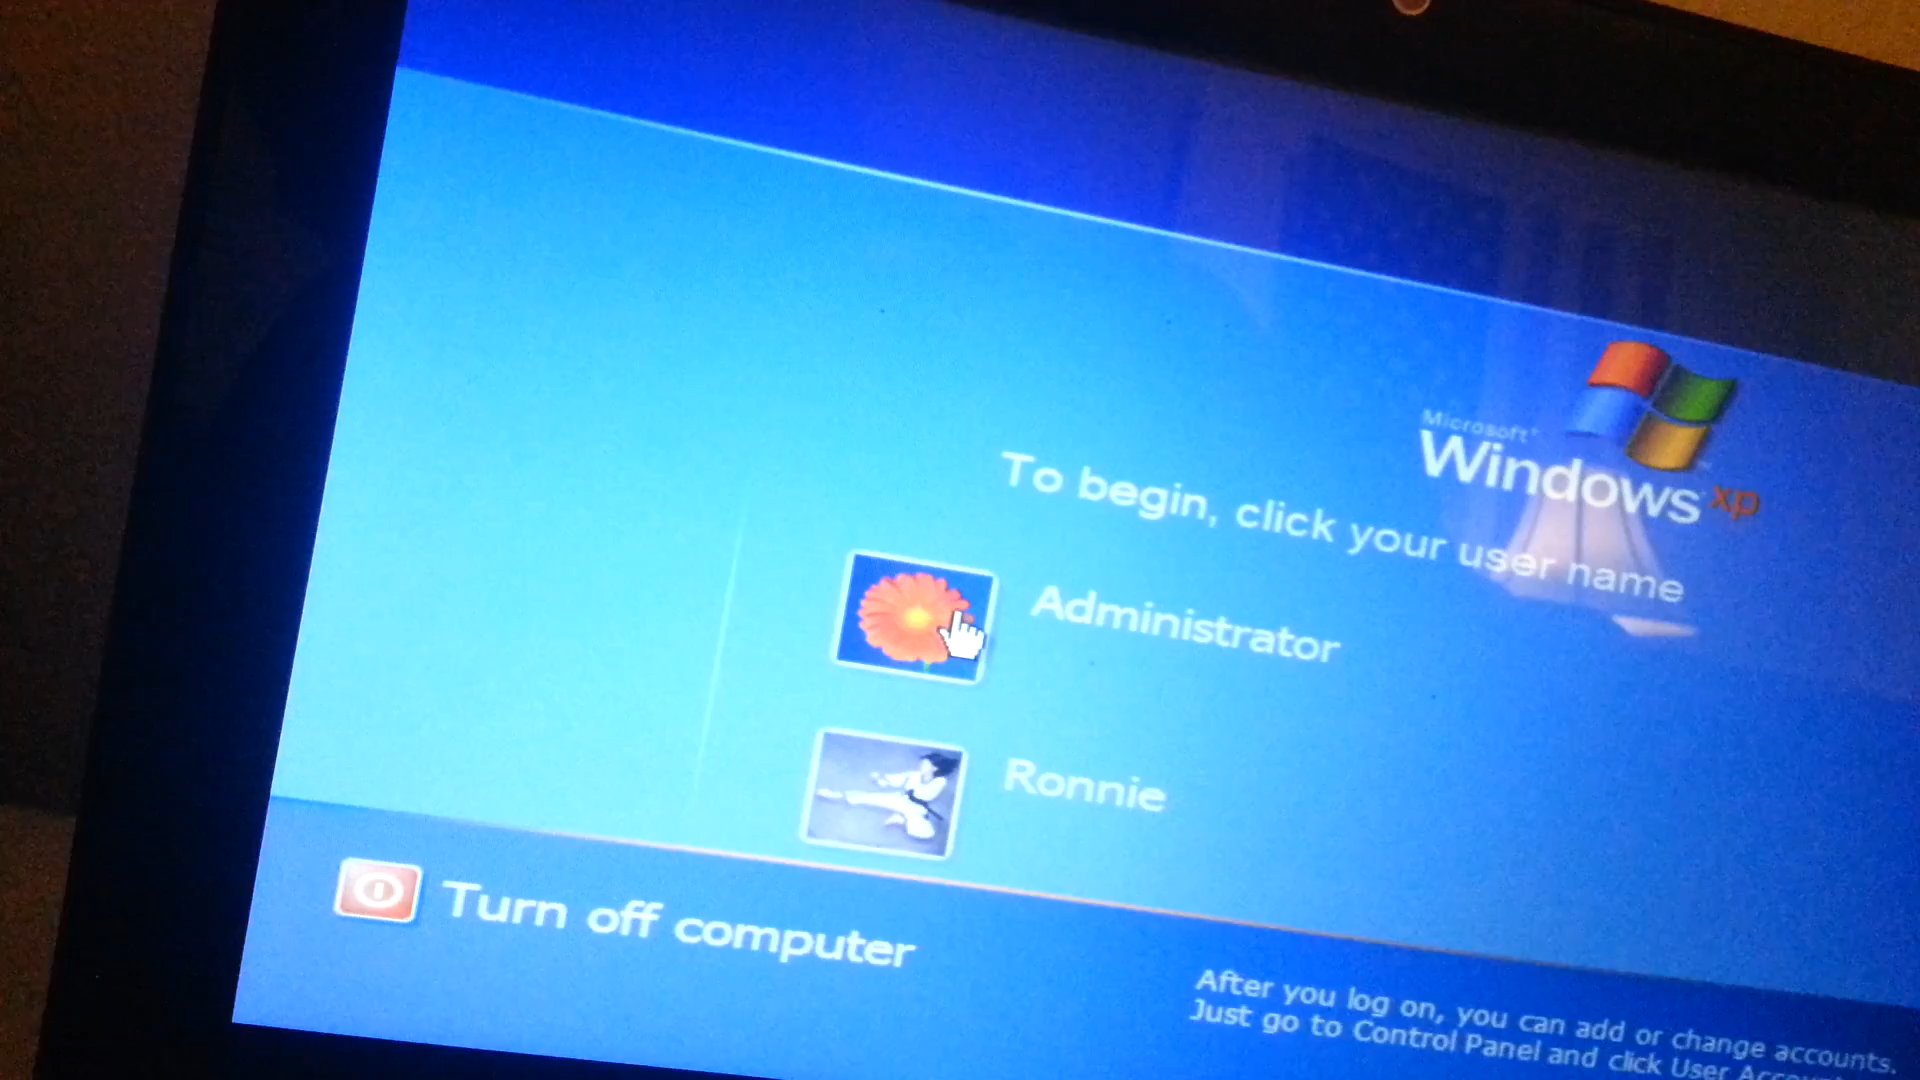 Microsoft®
Windows xp
To begin, click your user name
Administrator
Ronnie
Turn off computer
After you log on, you can add or change accounts.
Just go to Control Panel and click User